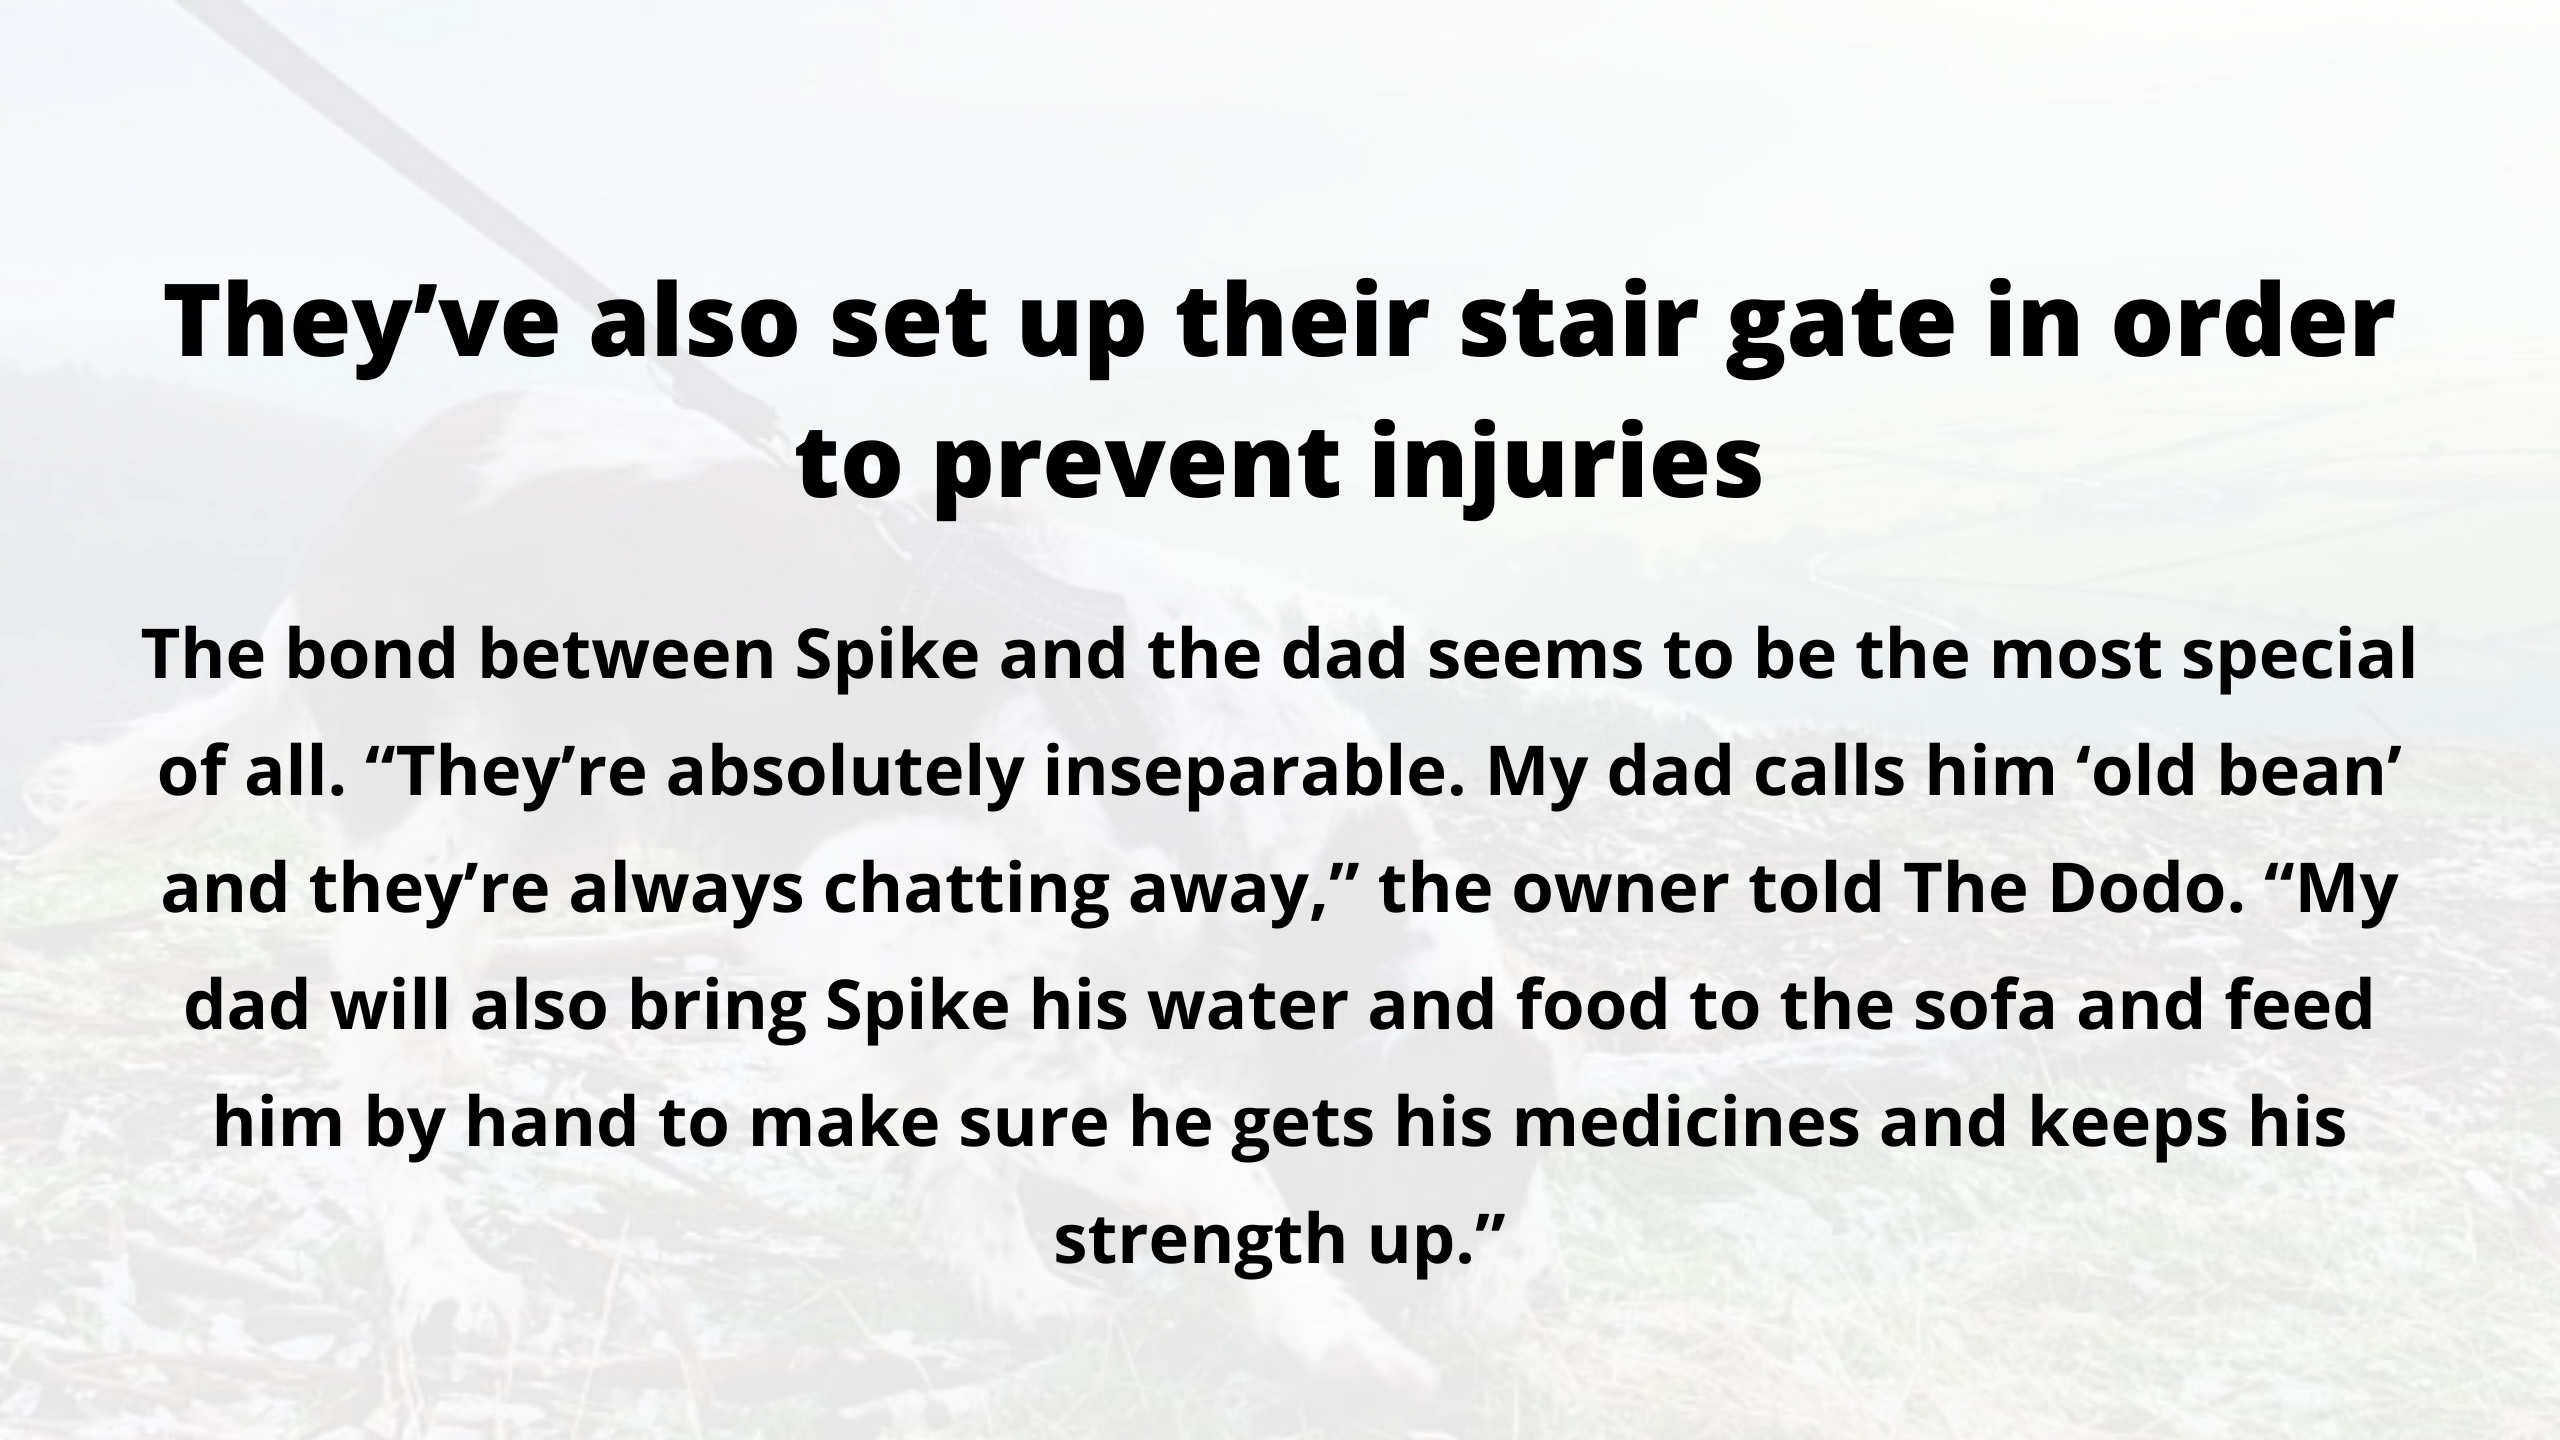 They’ve also set up their stair gate in order
to prevent injuries
The bond between Spike and the dad seems to be the most special
of all. “They’re absolutely inseparable. My dad calls him ‘old bean’
and they’re always chatting away,” the owner told The Dodo. “My
dad will also bring Spike his water and food to the sofa and feed
him by hand to make sure he gets his medicines and keeps his
strength up.”